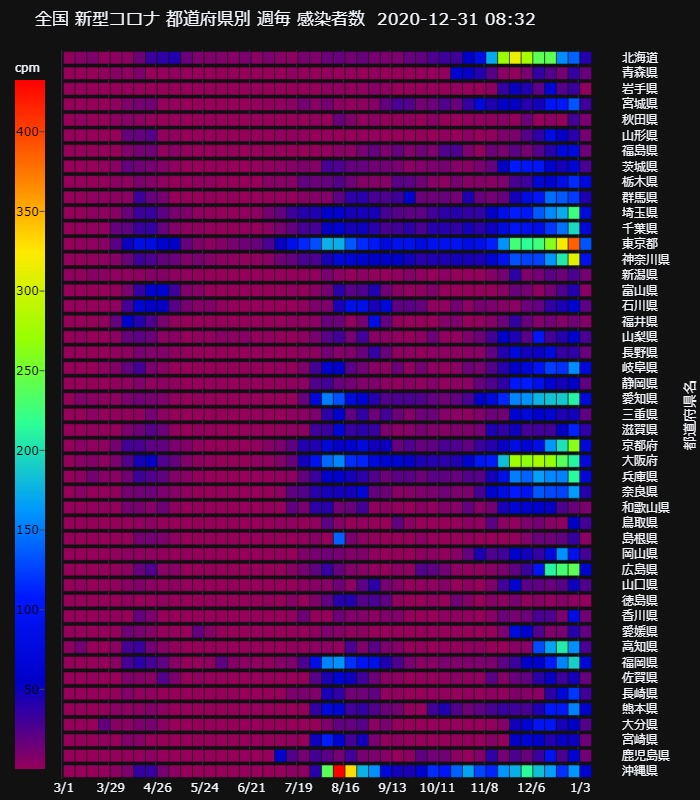 全国 新型コロナ 都道府県別 週毎 感染者数 2020-12-31 08:32
cpm
400
350
300
250
200
150
100
50
北海道
青森県
岩手県
宮城県
秋田県
山形県
福島県
茨城県
栃木県
群馬県
埼玉県
千葉県
東京都
神奈川県
新潟県
富山県
石川県
福井県
山梨県
長野県
岐阜県
静岡県
愛知県
三重県
滋賀県
京都府
大阪府
兵庫県
奈良県
和歌山県
鳥取県
島根県
岡山県
広島県
山口県
徳島県
香川県
愛媛県
高知県
福岡県
佐賀県
長崎県
熊本県
大分県
宮崎県
鹿児島県
沖縄県
都道府県名
3/1 3/29 4/26 5/24 6/21 7/19 8/16 9/13 10/11 11/8 12/6 1/3